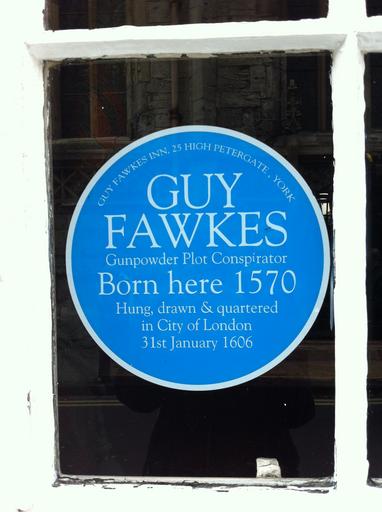 GUY FAWKES INN, 25 HIGH PETERGATE, YORK
GUY
FAWKES
Gunpowder Plot Conspirator
Born here 1570
Hung, drawn & quartered
in City of London
31st January 1606